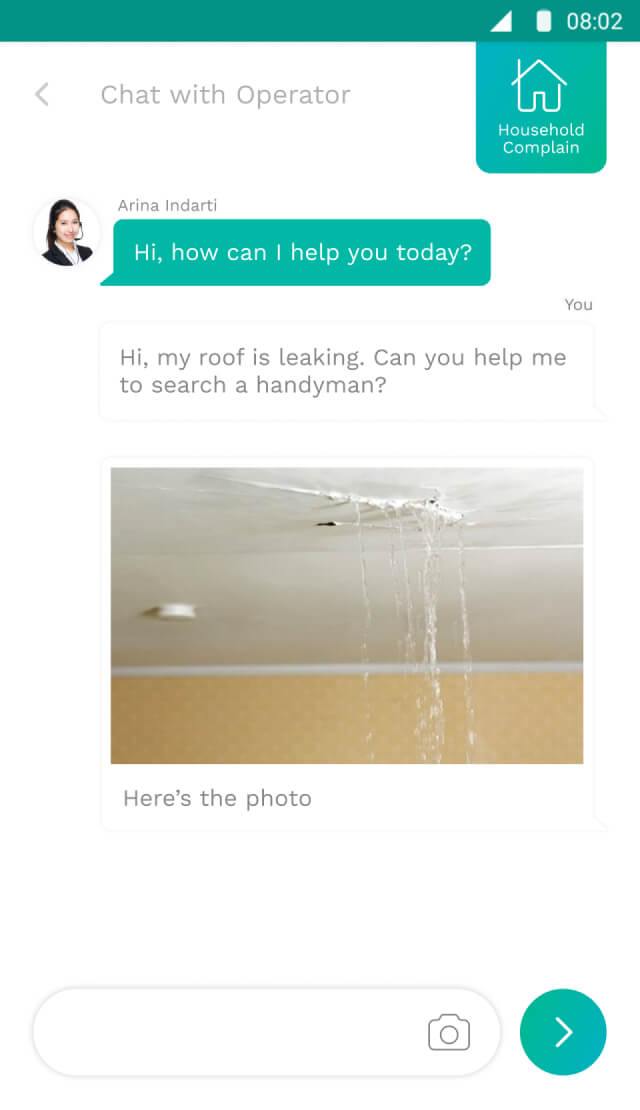 08:02
Chat with Operator
Household
Complain
Arina Indarti
Hi, how can I help you today?
You
Hi, my roof is leaking. Can you help me
to search a handyman?
Here’s the photo